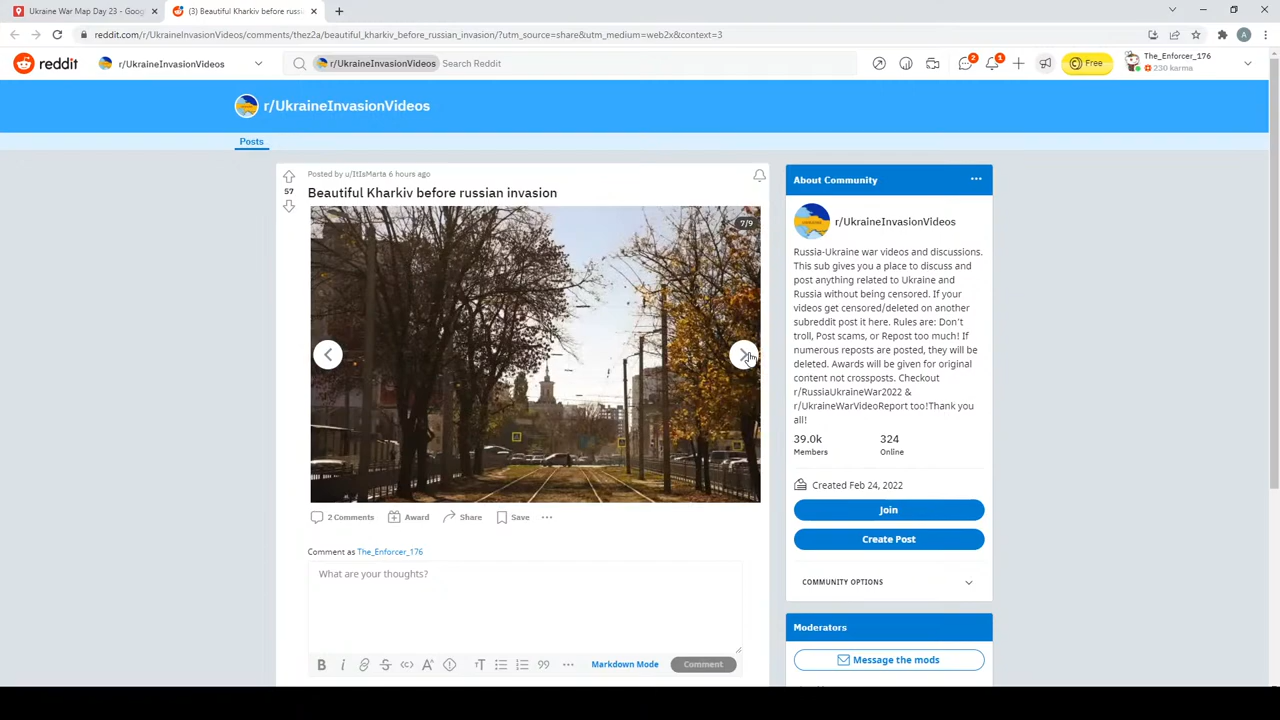 Ukraine War Map Day 23 - Goog
(3) Beautiful Kharkiv before russi
reddit.com/r/UkraineInvasionVideos/comments/thez2a/beautiful_kharkiv_before_russian_invasion/?utm_source=share&utm_medium=web2x&context=3
A
reddit
r/UkraineInvasionVideos
r/UkraineInvasionVideos
Search Reddit
2
1
Free
The_Enforcer_176
230 karma
r/UkraineInvasionVideos
Posts
57
Posted by u/ItIsMarta 6 hours ago
Beautiful Kharkiv before russian invasion
7/9
2 Comments
Award
Share
Save
Comment as The_Enforcer_176
What are your thoughts?
B i
Markdown Mode
Comment
About Community
r/UkraineInvasionVideos
Russia-Ukraine war videos and discussions.
This sub gives you a place to discuss and
post anything related to Ukraine and
Russia without being censored. If your
videos get censored/deleted on another
subreddit post it here. Rules are: Don't
troll, Post scams, or Repost too much! If
numerous reposts are posted, they will be
deleted. Awards will be given for original
content not crossposts. Checkout
r/RussiaUkraineWar2022 &
r/UkraineWarVideoReport too!Thank you
all!
39.0k
Members
324
Online
Created Feb 24, 2022
Join
Create Post
COMMUNITY OPTIONS
Moderators
Message the mods